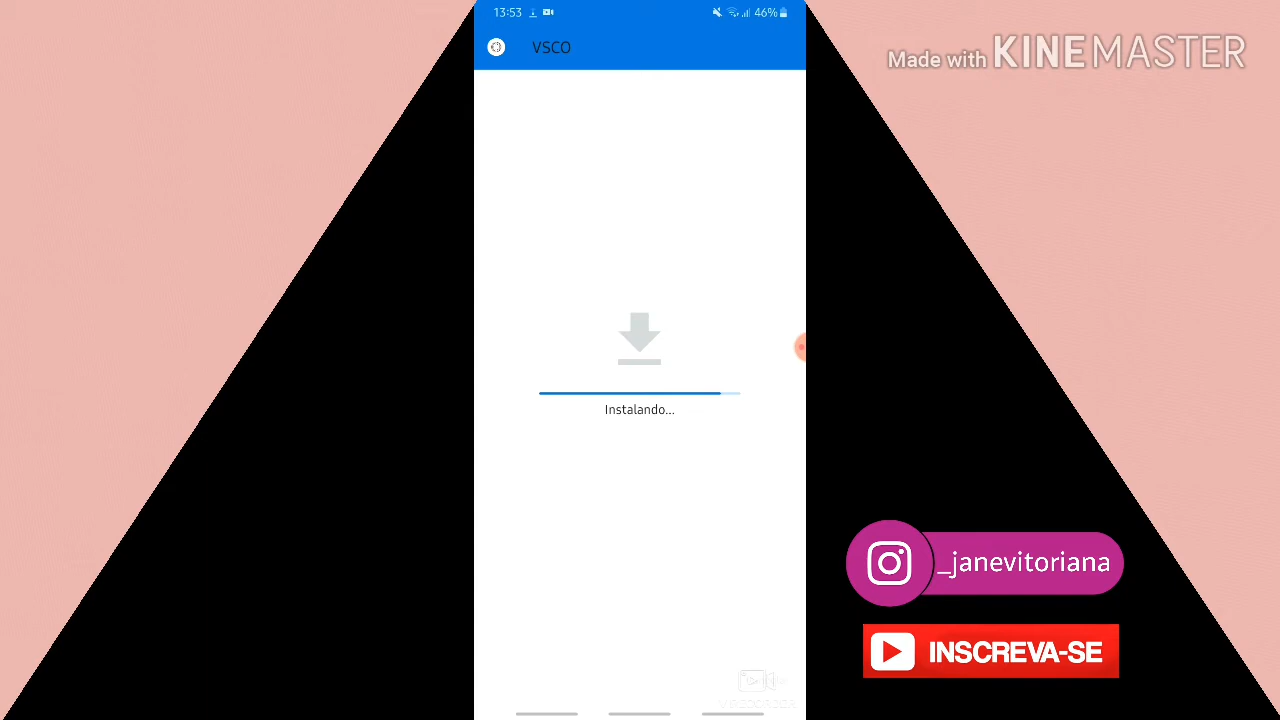 13:53
46%
VSCO
Made with KINEMASTER
Instalando...
_janevitoriana
INSCREVA-SE